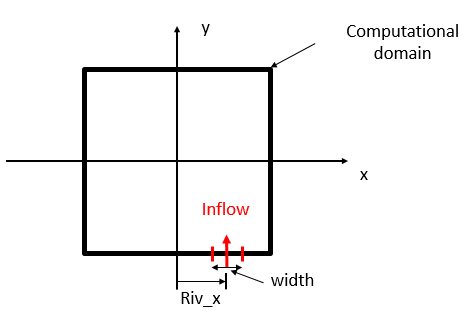 y
Computational
domain
x
Inflow
width
Riv_x